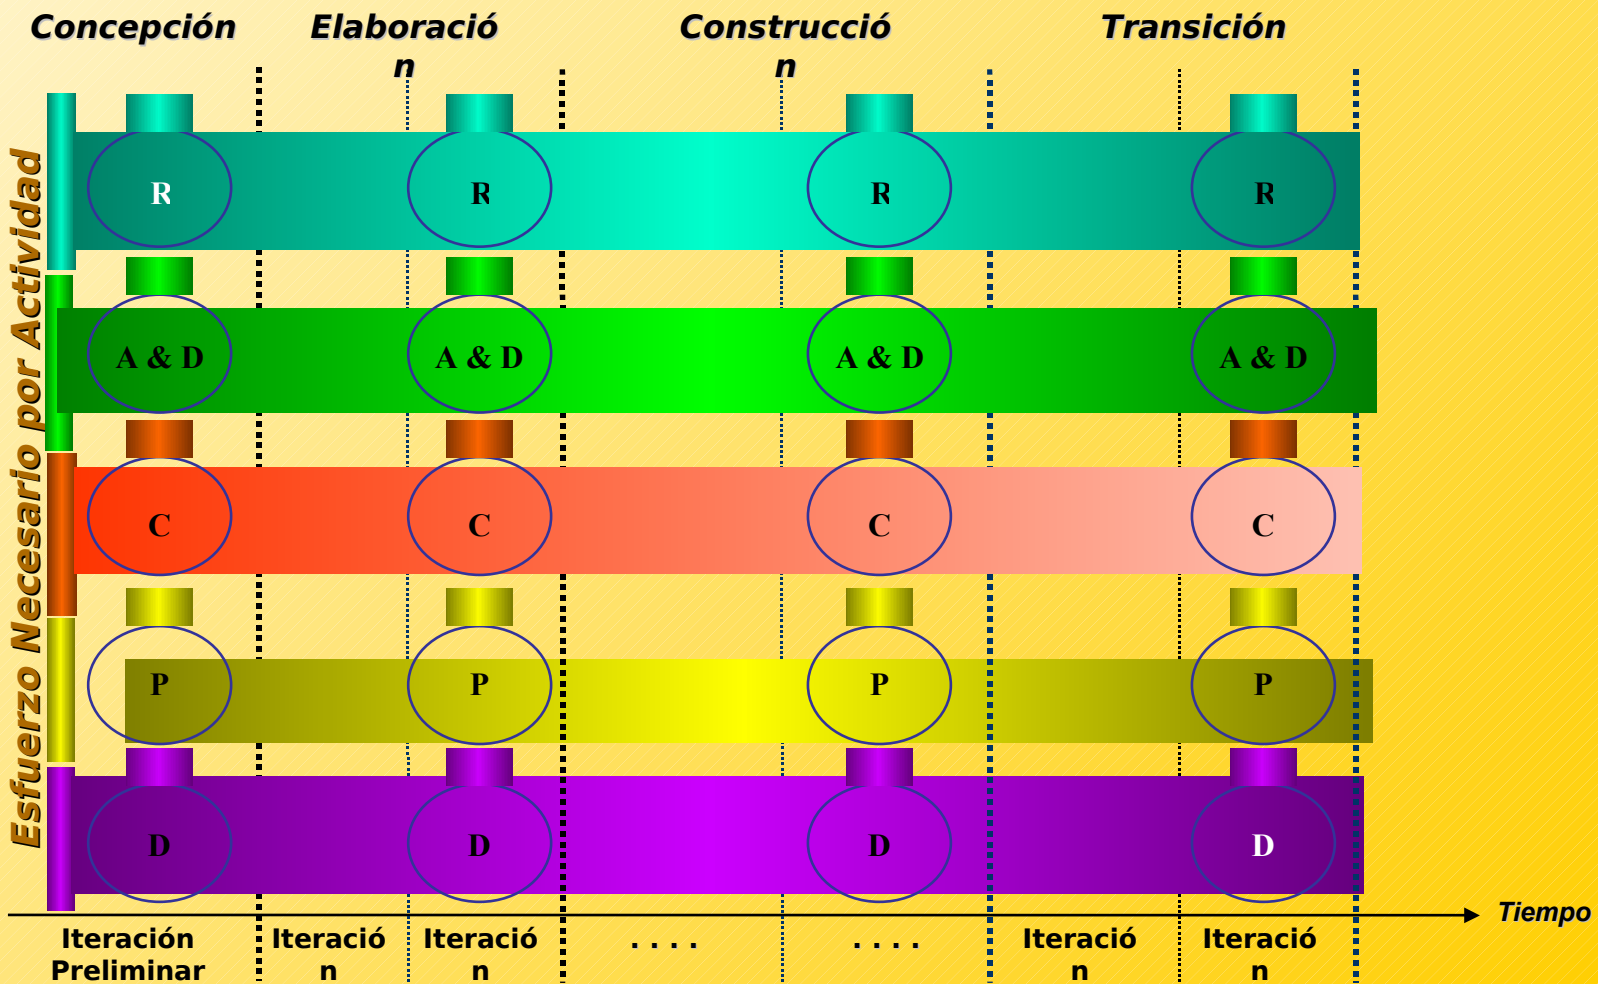 Concepción
Elaboració
n
Construcció
n
Transición
Esfuerzo Necesario por Actividad
R R R R
A & D A & D A & D A & D
C C C C
P P P P
D D D D
Tiempo
Iteración
Preliminar
Iteració
n
Iteració
n
. . . .
. . . .
Iteració
n
Iteració
n